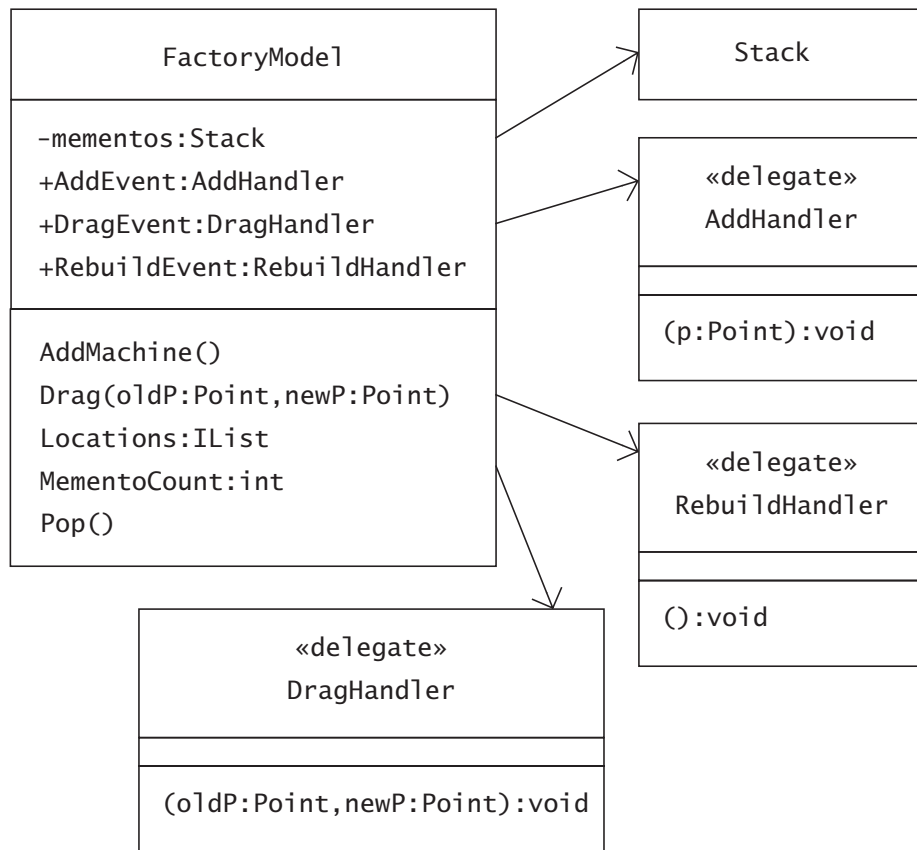 FactoryModel
–mementos:Stack
+AddEvent:AddHandler
+DragEvent:DragHandler
+RebuildEvent:RebuildHandler
AddMachine()
Drag(oldP:Point,newP:Point)
Locations:IList
MementoCount:int
Pop()
Stack
«delegate»
AddHandler
(p:Point):void
«delegate»
RebuildHandler
():void
«delegate»
DragHandler
(oldP:Point,newP:Point):void